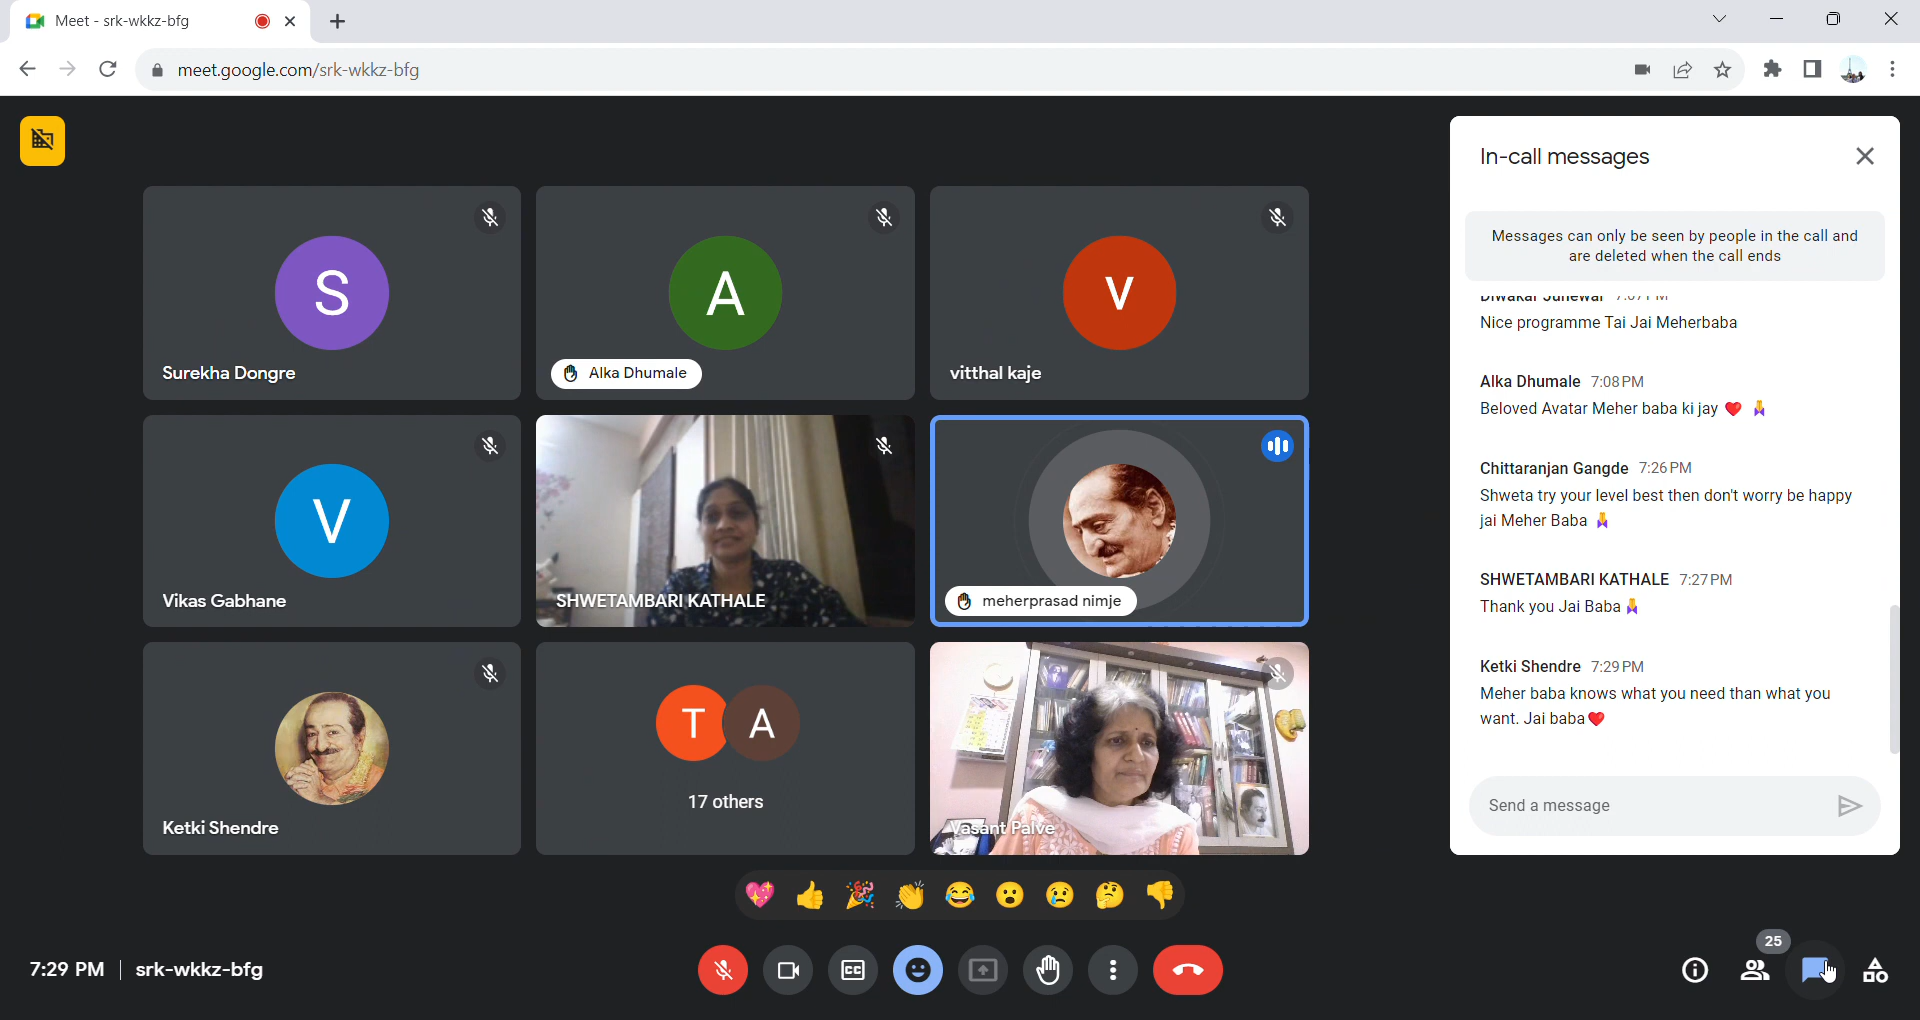 Meet - srk-wkkz-bfg
meet.google.com/srk-wkkz-bfg
In-call messages
Messages can only be seen by people in the call and
are deleted when the call ends
Nice programme Tai Jai Meherbaba
Alka Dhumale 7:08 PM
Beloved Avatar Meher baba ki jay ❤️ 🙏
Chittaranjan Gangde 7:26 PM
Shweta try your level best then don't worry be happy
jai Meher Baba 🙏
SHWETAMBARI KATHALE 7:27 PM
Thank you Jai Baba 🙏
Ketki Shendre 7:29 PM
Meher baba knows what you need than what you
want. Jai baba❤️
Send a message
S
Surekha Dongre
A
Alka Dhumale
V
vitthal kaje
V
Vikas Gabhane
SHWETAMBARI KATHALE
meherprasad nimje
Ketki Shendre
T A
17 others
Vasant Palve
7:29 PM | srk-wkkz-bfg
CC
25